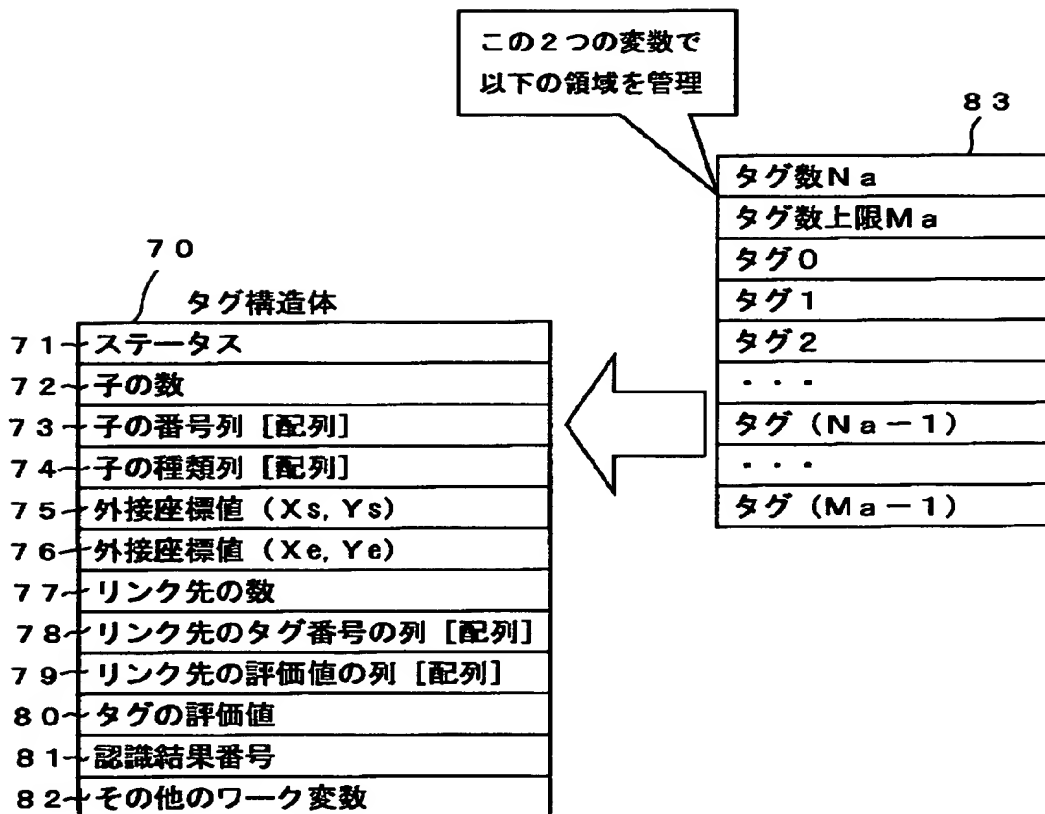 この２つの変数で
以下の領域を管理
８３
タグ数Ｎａ
タグ数上限Ｍａ
タグ０
タグ１
タグ２
・・・
タグ（Ｎａ－１）
・・・
タグ（Ｍａ－１）
７０
タグ構造体
７１ ステータス
７２ 子の数
７３ 子の番号列［配列］
７４ 子の種類列［配列］
７５ 外接座標値（Ｘｓ，Ｙｓ）
７６ 外接座標値（Ｘｅ，Ｙｅ）
７７ リンク先の数
７８ リンク先のタグ番号の列［配列］
７９ リンク先の評価値の列［配列］
８０ タグの評価値
８１ 認識結果番号
８２ その他のワーク変数